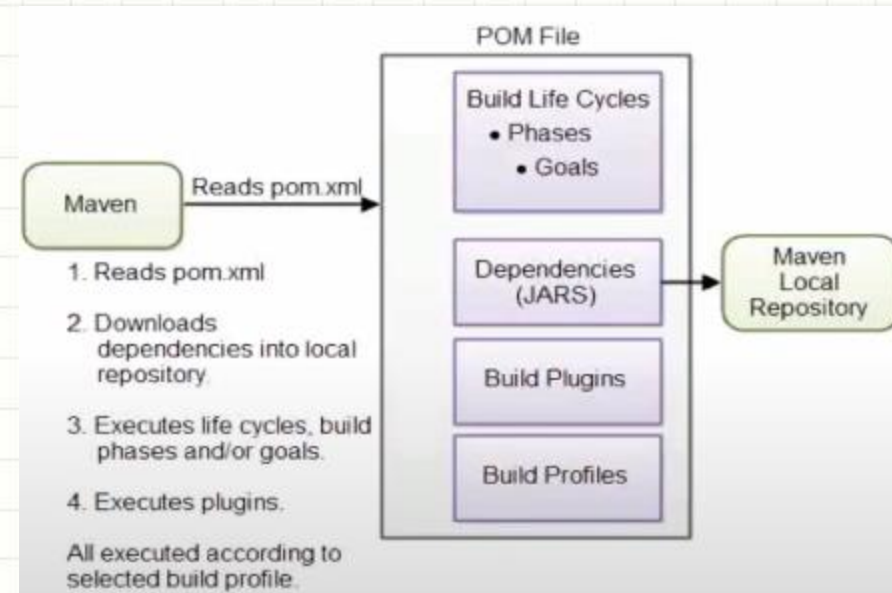 POM File
Build Life Cycles
• Phases
• Goals
Maven
Reads pom.xml
Dependencies
(JARS)
Maven
Local
Repository
Build Plugins
Build Profiles
1. Reads pom.xml
2. Downloads
dependencies into local
repository.
3. Executes life cycles, build
phases and/or goals.
4. Executes plugins.
All executed according to
selected build profile.